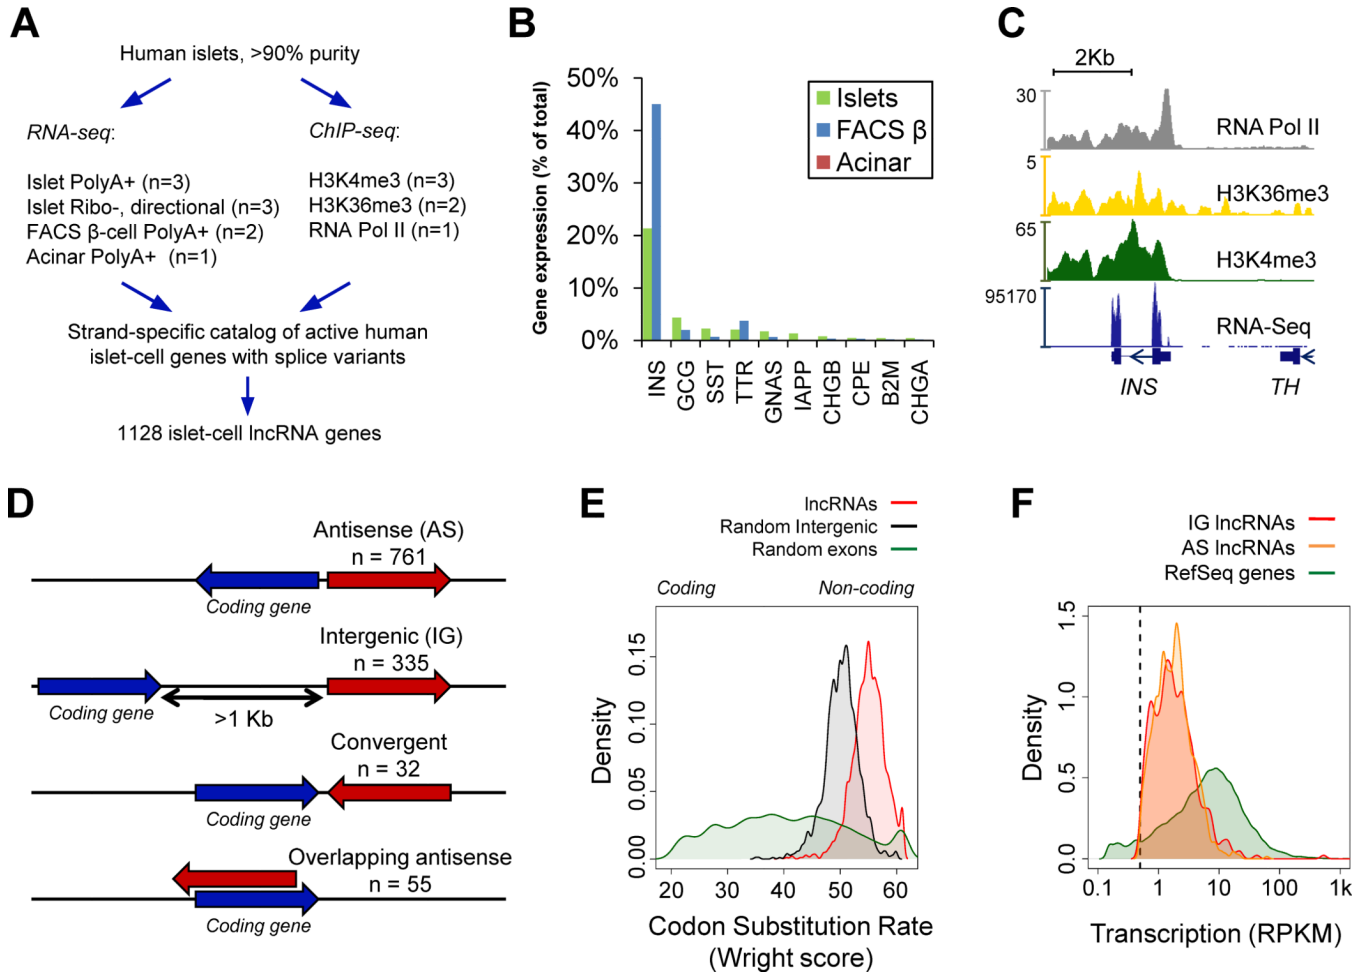 A
Human islets, >90% purity
RNA-seq:
Islet PolyA+ (n=3)
Islet Ribo-, directional (n=3)
FACS β-cell PolyA+ (n=2)
Acinar PolyA+ (n=1)
ChIP-seq:
H3K4me3 (n=3)
H3K36me3 (n=2)
RNA Pol II (n=1)
Strand-specific catalog of active human
islet-cell genes with splice variants
1128 islet-cell lncRNA genes
B
Gene expression (% of total)
50%
40%
30%
20%
10%
0%
Islets
FACS β
Acinar
INS
GCG
SST
TTR
GNAS
IAPP
CHGB
CPE
B2M
CHGA
C
2Kb
30
RNA Pol II
5
H3K36me3
65
H3K4me3
95170
RNA-Seq
INS
TH
D
Antisense (AS)
n = 761
Coding gene
Intergenic (IG)
n = 335
Coding gene
>1 Kb
Convergent
n = 32
Coding gene
Overlapping antisense
n = 55
Coding gene
E
lncRNAs
Random Intergenic
Random exons
Coding
Non-coding
Density
0.15
0.10
0.05
0.00
20
30
40
50
60
Codon Substitution Rate
(Wright score)
F
IG lncRNAs
AS lncRNAs
RefSeq genes
Density
1.5
1.0
0.5
0.0
0.1
1
10
100
1k
Transcription (RPKM)